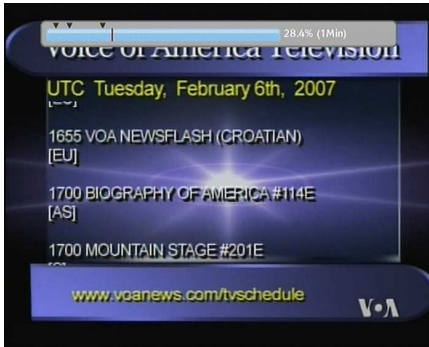 28.4% (1Min)
Voice of America Television
UTC Tuesday, February 6th, 2007
[EU]
1655 VOA NEWSFLASH (CROATIAN)
[EU]
1700 BIOGRAPHY OF AMERICA #114E
[AS]
1700 MOUNTAIN STAGE #201E
www.voanews.com/tvschedule
VOA